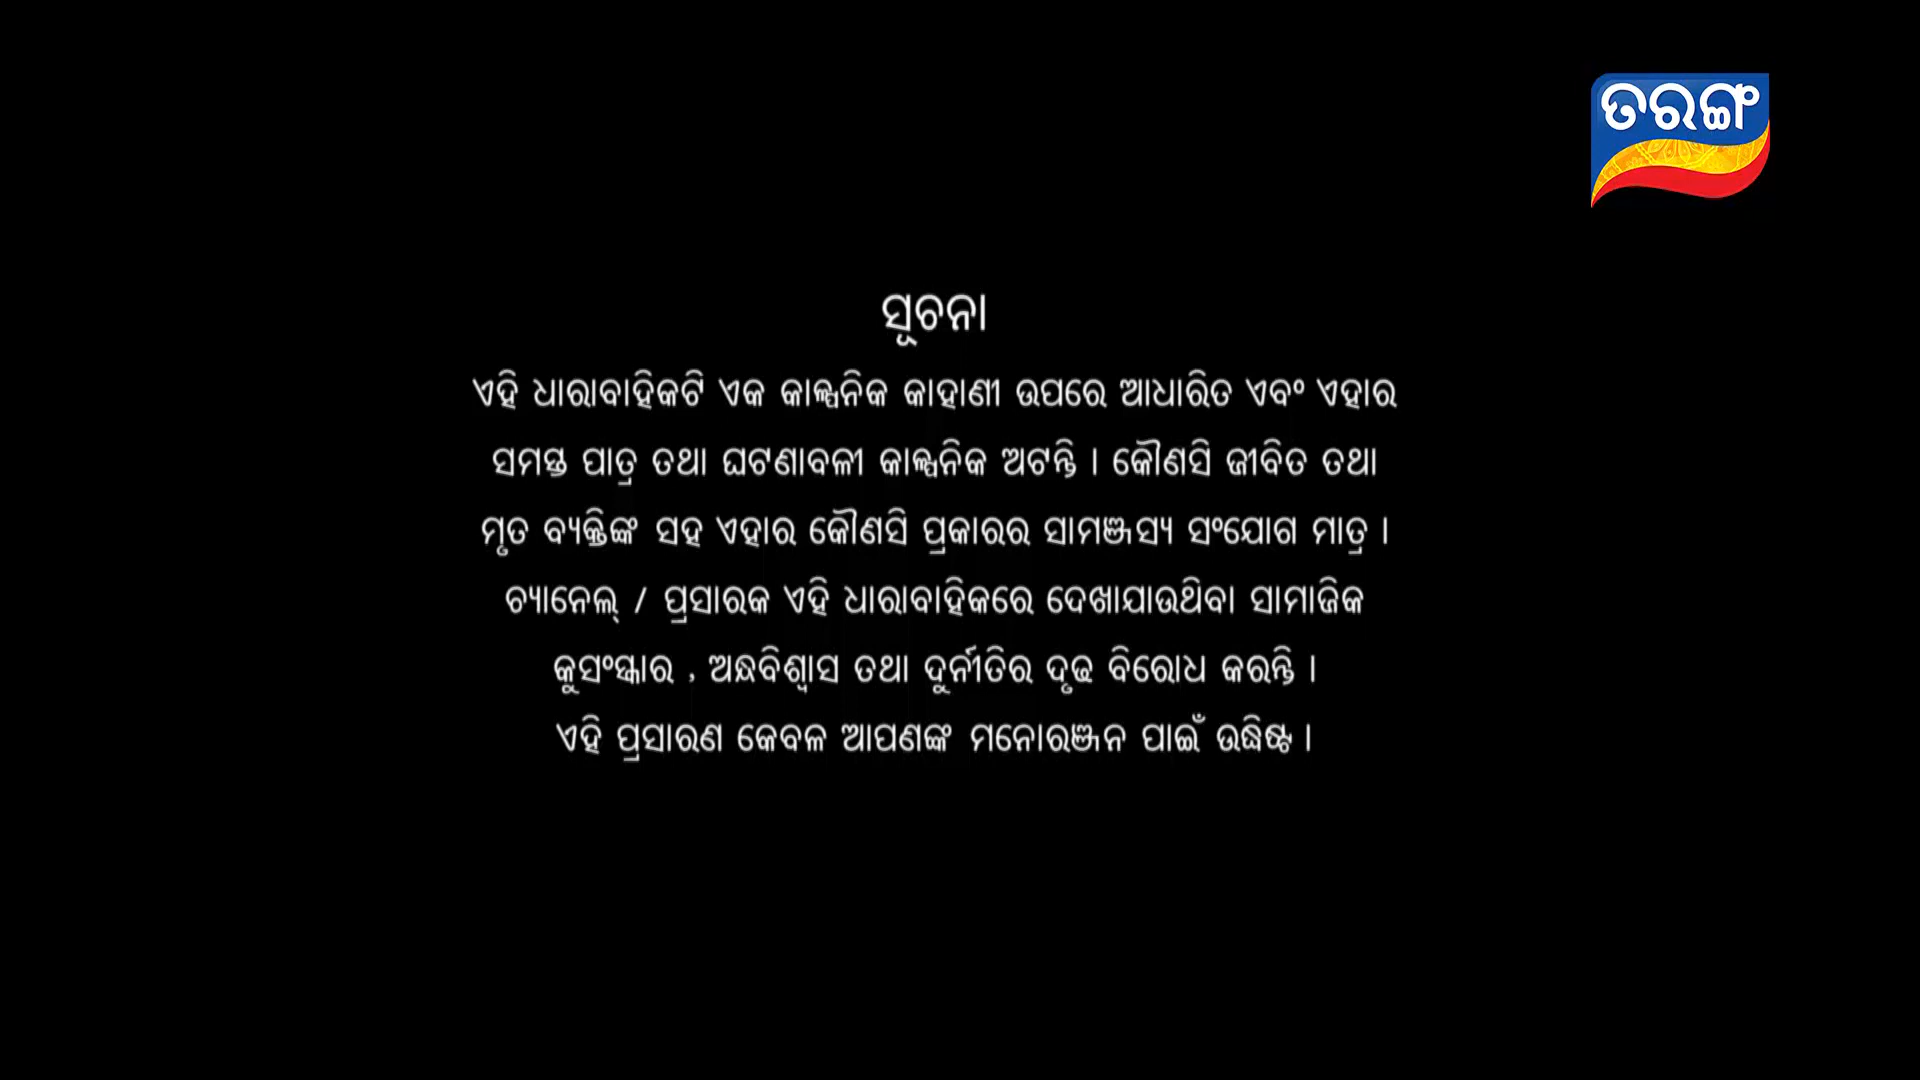 ତରଙ୍ଗ
ସୂଚନା
ଏହି ଧାରାବାହିକଟି ଏକ କାଳ୍ପନିକ କାହାଣୀ ଉପରେ ଆଧାରିତ ଏବଂ ଏହାର
ସମସ୍ତ ପାତ୍ର ତଥା ଘଟଣାବଳୀ କାଳ୍ପନିକ ଅଟନ୍ତି । କୌଣସି ଜୀବିତ ତଥା
ମୃତ ବ୍ୟକ୍ତିଙ୍କ ସହ ଏହାର କୌଣସି ପ୍ରକାରର ସାମଞ୍ଜସ୍ୟ ସଂଯୋଗ ମାତ୍ର ।
ଚ୍ୟାନେଲ୍ / ପ୍ରସାରକ ଏହି ଧାରାବାହିକରେ ଦେଖାଯାଉଥିବା ସାମାଜିକ
କୁସଂସ୍କାର , ଅନ୍ଧବିଶ୍ୱାସ ତଥା ଦୁର୍ନୀତିର ଦୃଢ ବିରୋଧ କରନ୍ତି ।
ଏହି ପ୍ରସାରଣ କେବଳ ଆପଣଙ୍କ ମନୋରଞ୍ଜନ ପାଇଁ ଉଦ୍ଧିଷ୍ଟ ।